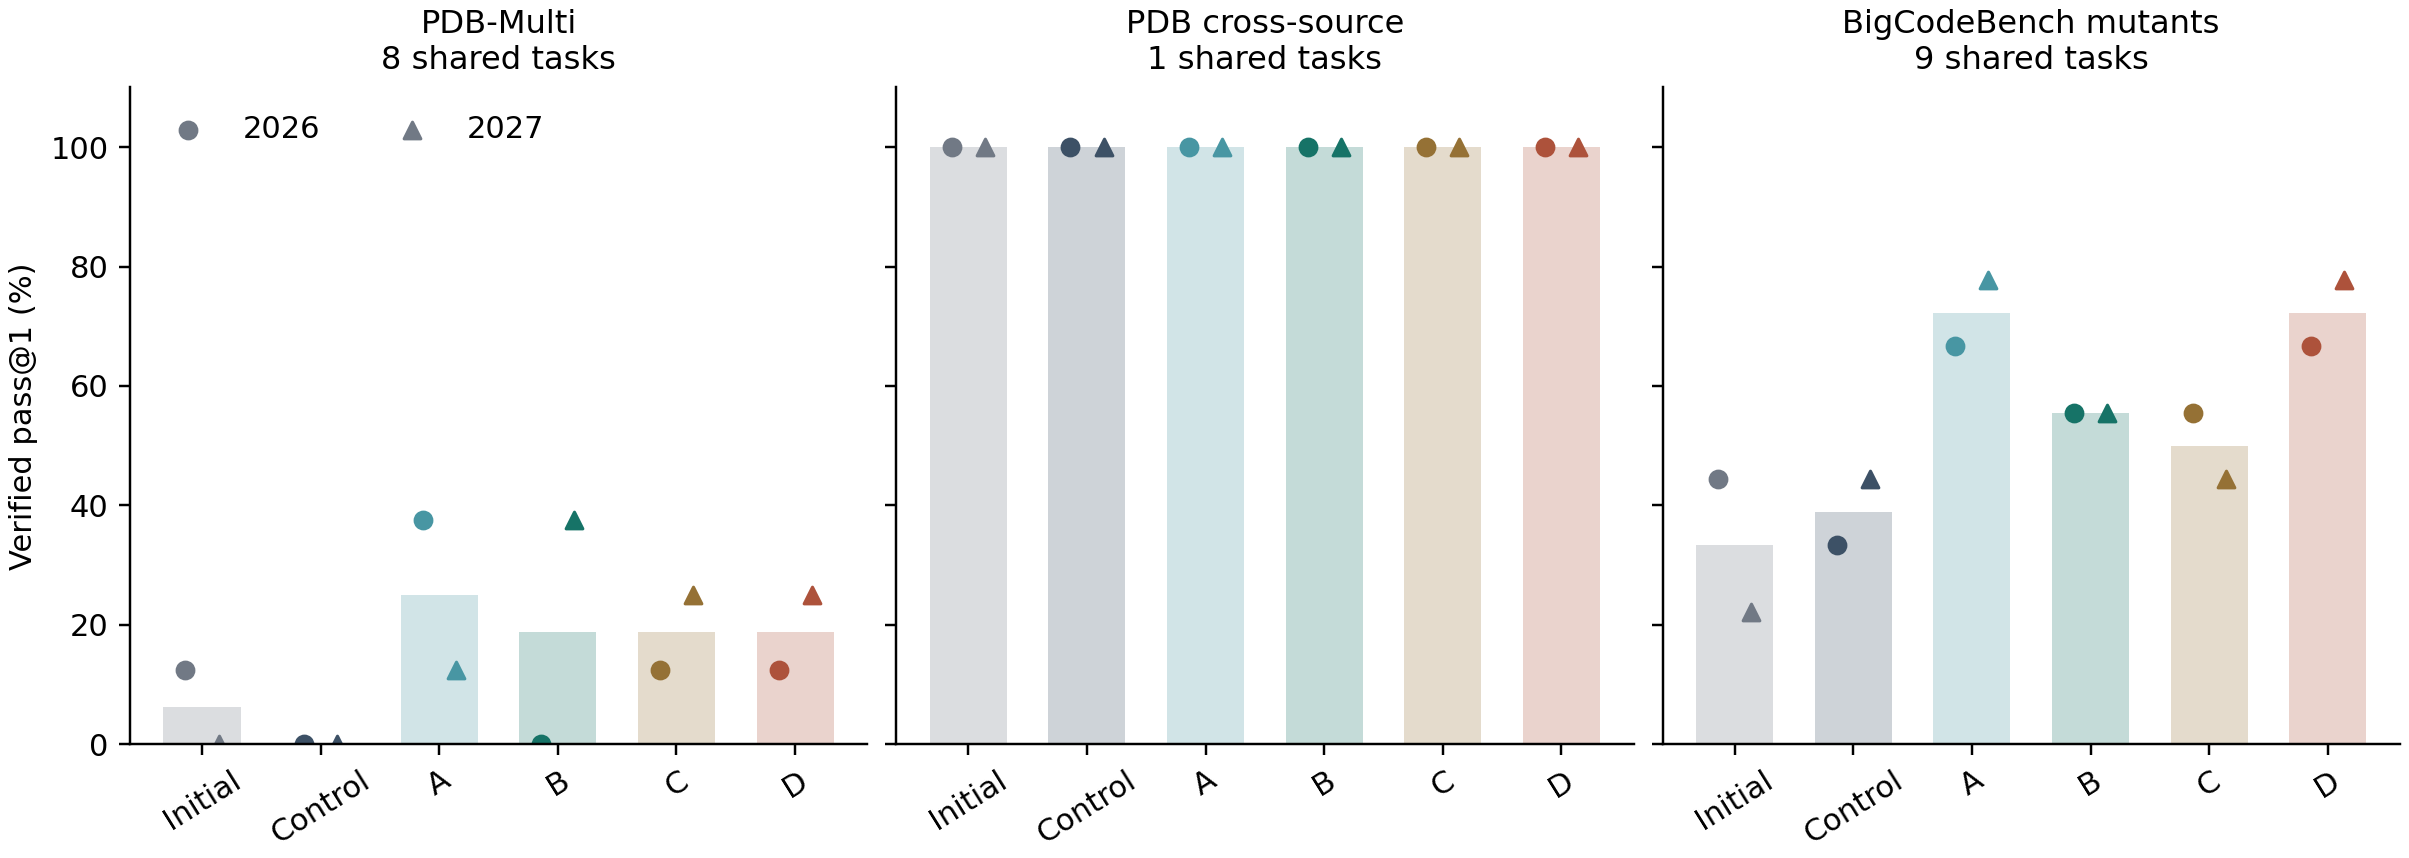 PDB-Multi
8 shared tasks
PDB cross-source
1 shared tasks
BigCodeBench mutants
9 shared tasks
2026
2027
Verified pass@1 (%)
100
80
60
40
20
0
Initial
Control
A
B
C
D
Initial
Control
A
B
C
D
Initial
Control
A
B
C
D